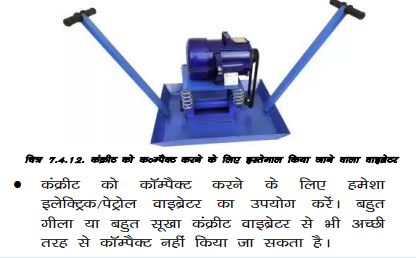 चित्र 7.4.12. कंक्रीट को कॉम्पैक्ट करने के लिए इस्तेमाल किया जाने वाला वाइब्रेटर
• कंक्रीट को कॉम्पैक्ट करने के लिए हमेशा
इलेक्ट्रिक/पेट्रोल वाइब्रेटर का उपयोग करें। बहुत
गीला या बहुत सूखा कंक्रीट वाइब्रेटर से भी अच्छी
तरह से कॉम्पैक्ट नहीं किया जा सकता है।